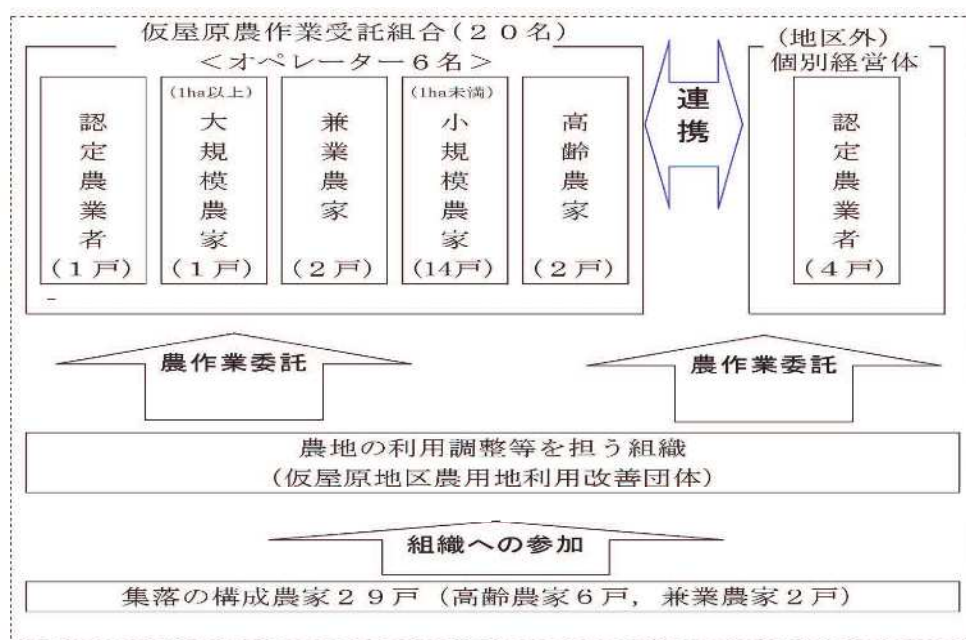 仮屋原農作業受託組合(20名)
<オペレーター6名>
認定農業者
(1戸)
(1ha以上)
大規模農家
(1戸)
兼業農家
(2戸)
(1ha未満)
小規模農家
(14戸)
高齢農家
(2戸)
連携
(地区外)
個別経営体
認定農業者
(4戸)
農作業委託
農作業委託
農地の利用調整等を担う組織
(仮屋原地区農用地利用改善団体)
組織への参加
集落の構成農家29戸(高齢農家6戸,兼業農家2戸)